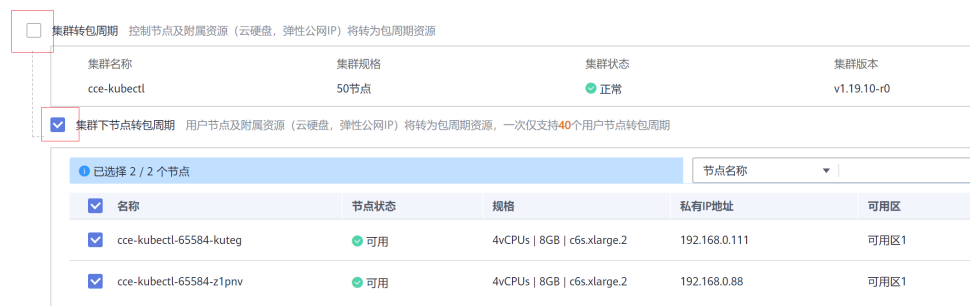 集群转包周期 控制节点及附属资源（云硬盘，弹性公网IP）将转为包周期资源
集群名称 集群规格 集群状态 集群版本
cce-kubectl 50节点 正常 v1.19.10-r0
集群下节点转包周期 用户节点及附属资源（云硬盘，弹性公网IP）将转为包周期资源，一次仅支持40个用户节点转包周期
已选择 2 / 2 个节点 节点名称
名称 节点状态 规格 私有IP地址 可用区
cce-kubectl-65584-kuteg 可用 4vCPUs | 8GB | c6s.xlarge.2 192.168.0.111 可用区1
cce-kubectl-65584-z1pnv 可用 4vCPUs | 8GB | c6s.xlarge.2 192.168.0.88 可用区1